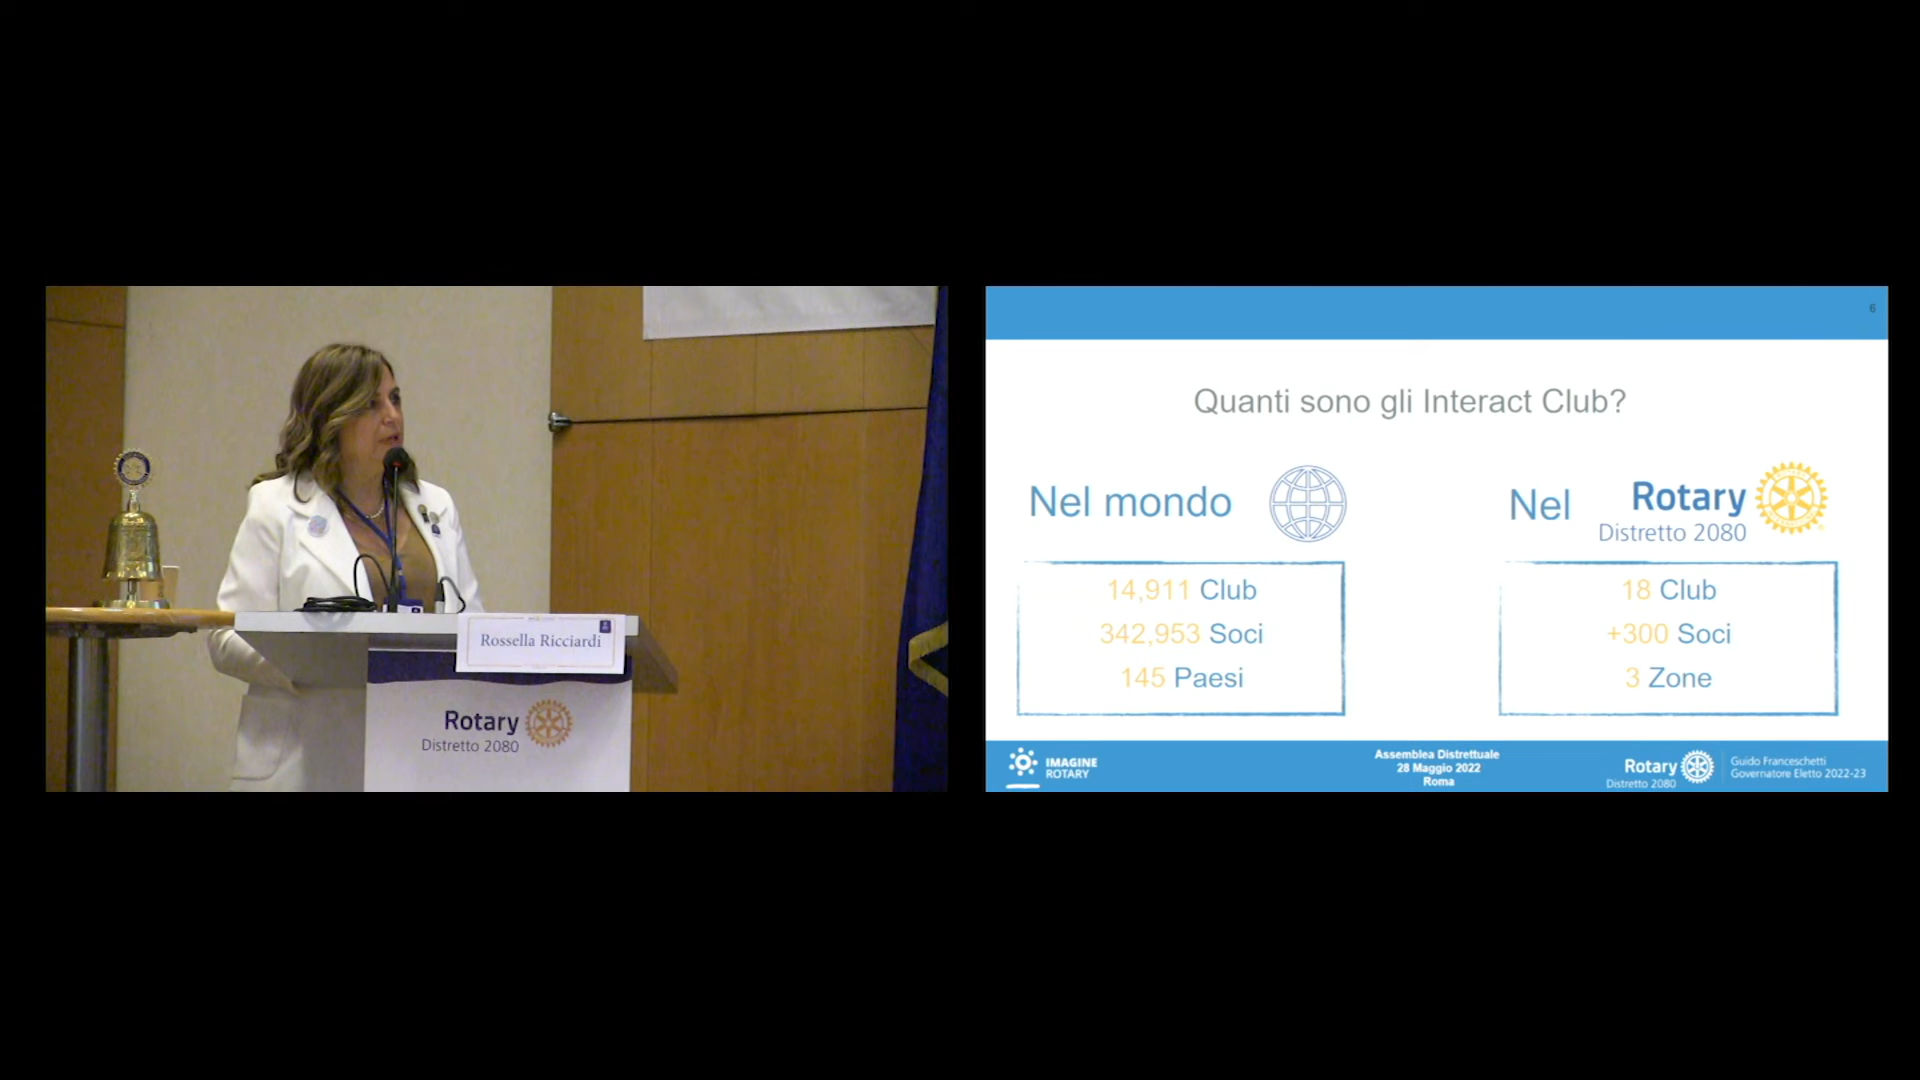 Rossella Ricciardi
Rotary
Distretto 2080
6
Quanti sono gli Interact Club?
Nel mondo
14,911 Club
342,953 Soci
145 Paesi
Nel Rotary
Distretto 2080
18 Club
+300 Soci
3 Zone
IMAGINE
ROTARY
Assemblea Distrettuale
28 Maggio 2022
Roma
Rotary
Distretto 2080
Guido Franceschetti
Governatore Eletto 2022-23